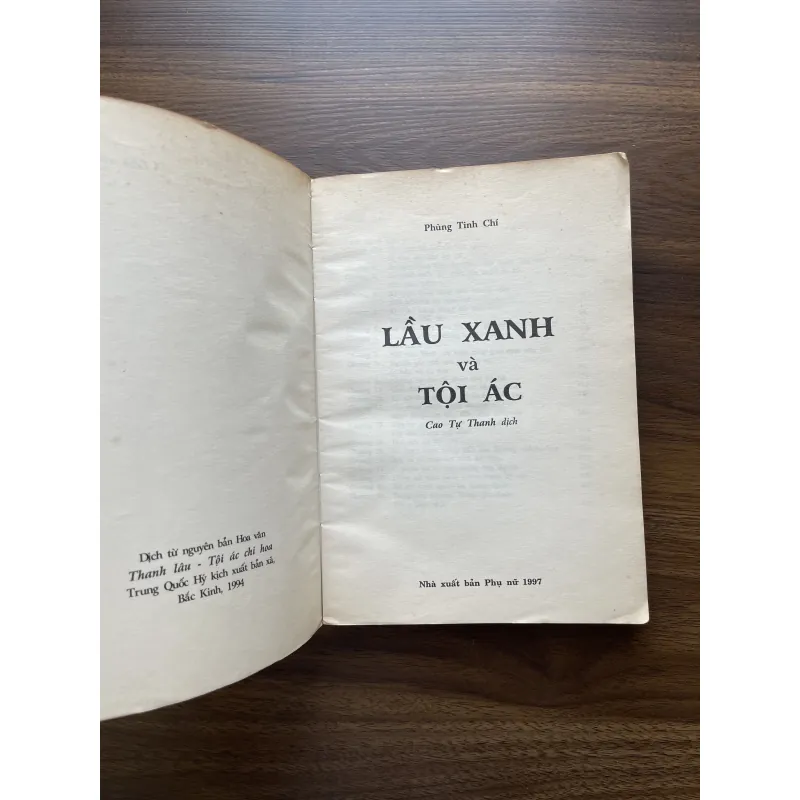 Dịch từ nguyên bản Hoa văn
Thanh lâu - Tội ác chi hoa
Trung Quốc Hý kịch xuất bản xã,
Bắc Kinh, 1994
Phùng Tinh Chí
LẦU XANH
và
TỘI ÁC
Cao Tự Thanh dịch
Nhà xuất bản Phụ nữ 1997